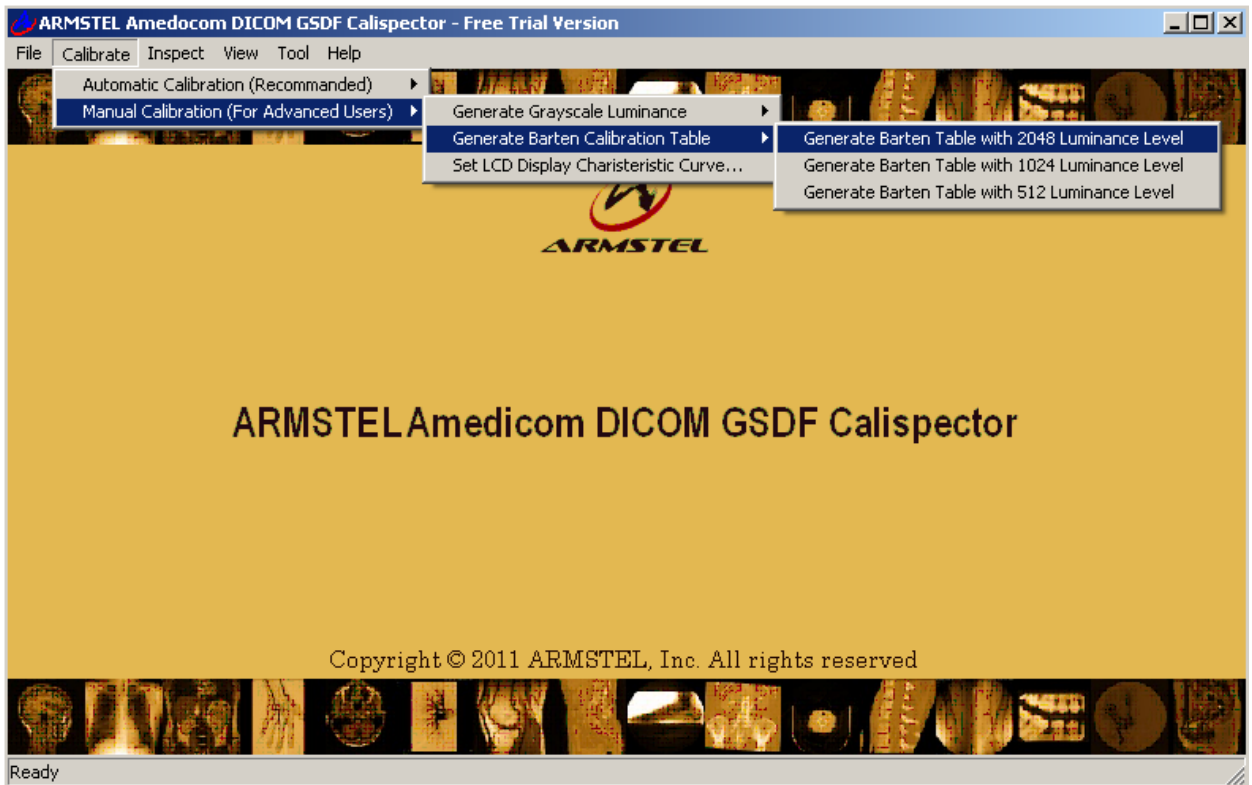 ARMSTEL Amedocom DICOM GSDF Calispector - Free Trial Version
File Calibrate Inspect View Tool Help
Automatic Calibration (Recommanded)
Manual Calibration (For Advanced Users)
Generate Grayscale Luminance
Generate Barten Calibration Table
Set LCD Display Charisteristic Curve...
Generate Barten Table with 2048 Luminance Level
Generate Barten Table with 1024 Luminance Level
Generate Barten Table with 512 Luminance Level
ARMSTEL
ARMSTEL Amedicom DICOM GSDF Calispector
Copyright © 2011 ARMSTEL, Inc. All rights reserved
Ready